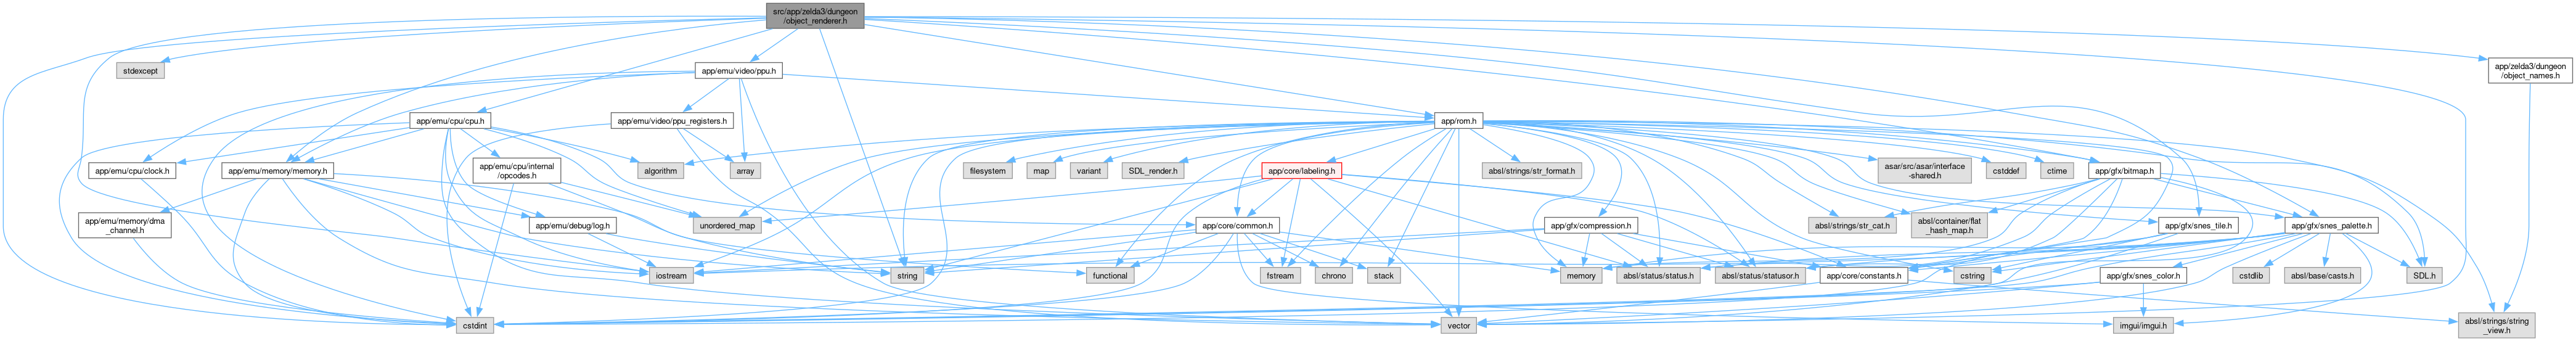 src/app/zelda3/dungeon
/object_renderer.h
stdexcept
app/emu/video/ppu.h
app/zelda3/dungeon
/object_names.h
app/emu/cpu/cpu.h
app/emu/video/ppu_registers.h
app/rom.h
app/emu/cpu/clock.h
app/emu/memory/memory.h
app/emu/cpu/internal
/opcodes.h
algorithm
array
filesystem
map
variant
SDL_render.h
app/core/labeling.h
absl/strings/str_format.h
asar/src/asar/interface
-shared.h
cstddef
ctime
app/gfx/bitmap.h
app/emu/memory/dma
_channel.h
app/emu/debug/log.h
unordered_map
app/core/common.h
app/gfx/compression.h
absl/strings/str_cat.h
absl/container/flat
_hash_map.h
app/gfx/snes_tile.h
app/gfx/snes_palette.h
iostream
string
functional
fstream
chrono
stack
memory
absl/status/status.h
absl/status/statusor.h
app/core/constants.h
cstring
app/gfx/snes_color.h
cstdlib
absl/base/casts.h
SDL.h
cstdint
vector
imgui/imgui.h
absl/strings/string
_view.h